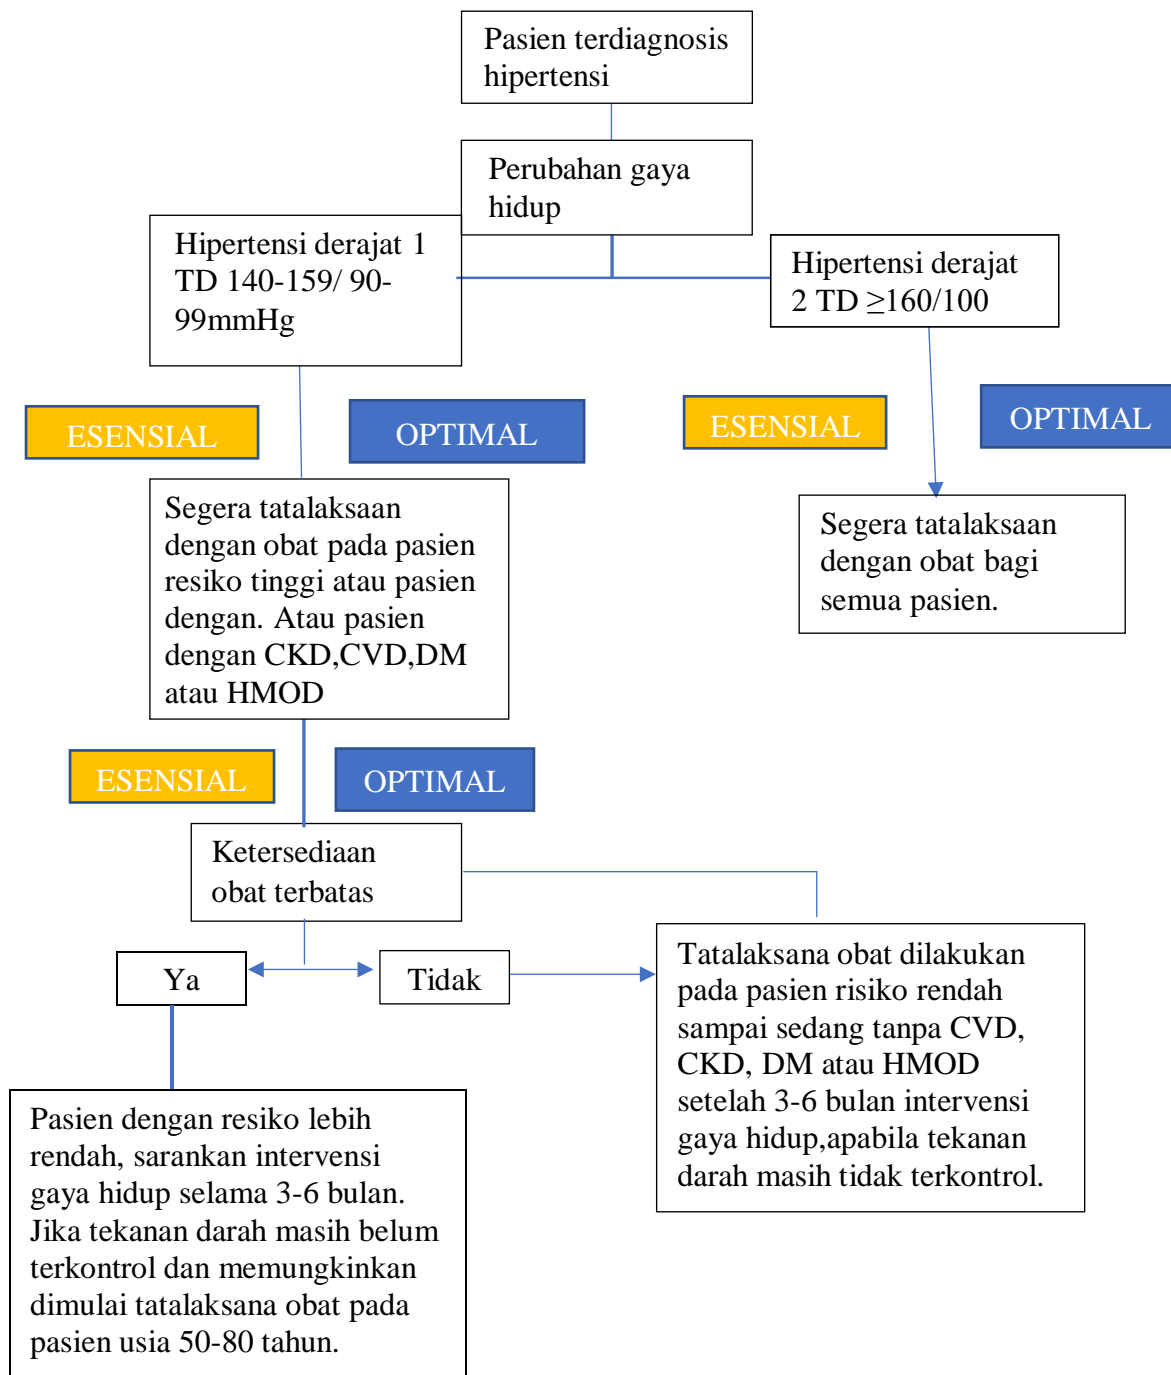 Pasien terdiagnosis
hipertensi
Perubahan gaya
hidup
Hipertensi derajat 1
TD 140-159/ 90-
99mmHg
Hipertensi derajat
2 TD ≥160/100
ESENSIAL
OPTIMAL
ESENSIAL
OPTIMAL
Segera tatalaksaan
dengan obat pada pasien
resiko tinggi atau pasien
dengan. Atau pasien
dengan CKD,CVD,DM
atau HMOD
Segera tatalaksaan
dengan obat bagi
semua pasien.
ESENSIAL
OPTIMAL
Ketersediaan
obat terbatas
Ya
Tidak
Tatalaksana obat dilakukan
pada pasien risiko rendah
sampai sedang tanpa CVD,
CKD, DM atau HMOD
setelah 3-6 bulan intervensi
gaya hidup,apabila tekanan
darah masih tidak terkontrol.
Pasien dengan resiko lebih
rendah, sarankan intervensi
gaya hidup selama 3-6 bulan.
Jika tekanan darah masih belum
terkontrol dan memungkinkan
dimulai tatalaksana obat pada
pasien usia 50-80 tahun.